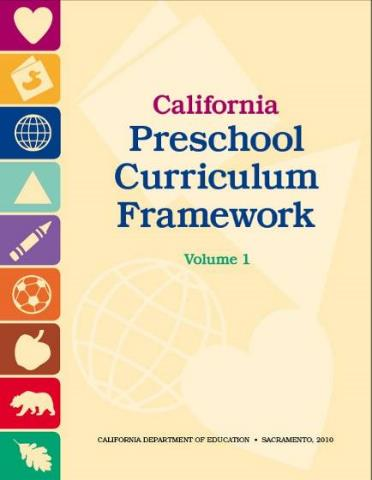 California
Preschool
Curriculum
Framework
Volume 1
CALIFORNIA DEPARTMENT OF EDUCATION • SACRAMENTO, 2010